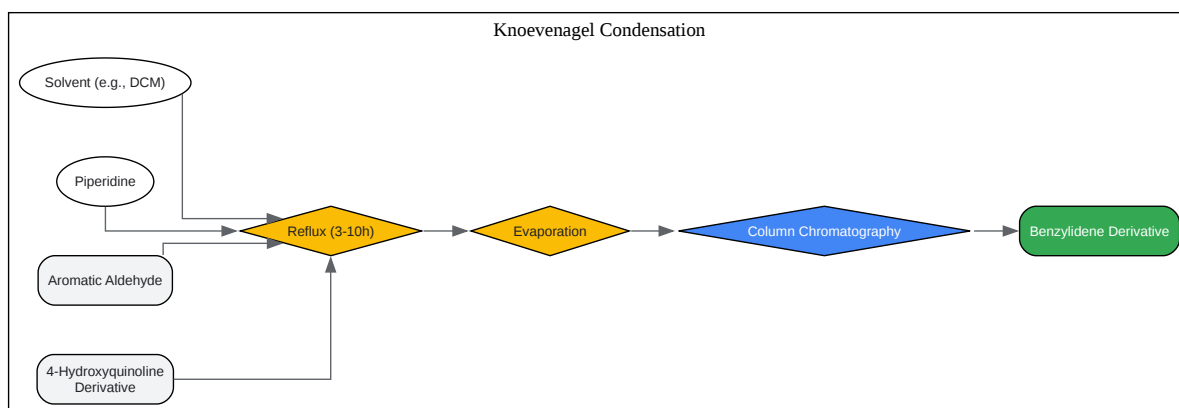 Knoevenagel Condensation
Solvent (e.g., DCM)
Piperidine
Reflux (3-10h)
Evaporation
Column Chromatography
Benzylidene Derivative
Aromatic Aldehyde
4-Hydroxyquinoline
Derivative